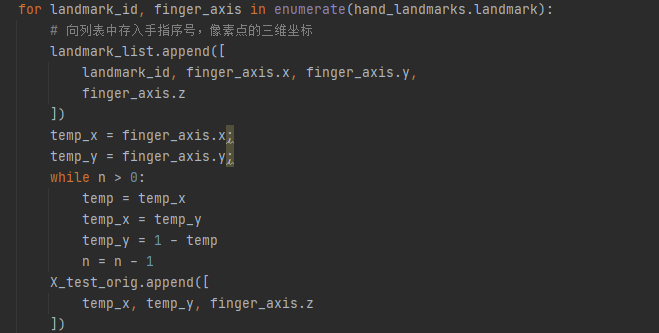 for landmark_id, finger_axis in enumerate(hand_landmarks.landmark):
    # 向列表中存入手指序号，像素点的三维坐标
    landmark_list.append([
        landmark_id, finger_axis.x, finger_axis.y,
        finger_axis.z
    ])
    temp_x = finger_axis.x;
    temp_y = finger_axis.y;
    while n > 0:
        temp = temp_x
        temp_x = temp_y
        temp_y = 1 - temp
        n = n - 1
    X_test_orig.append([
        temp_x, temp_y, finger_axis.z
    ])